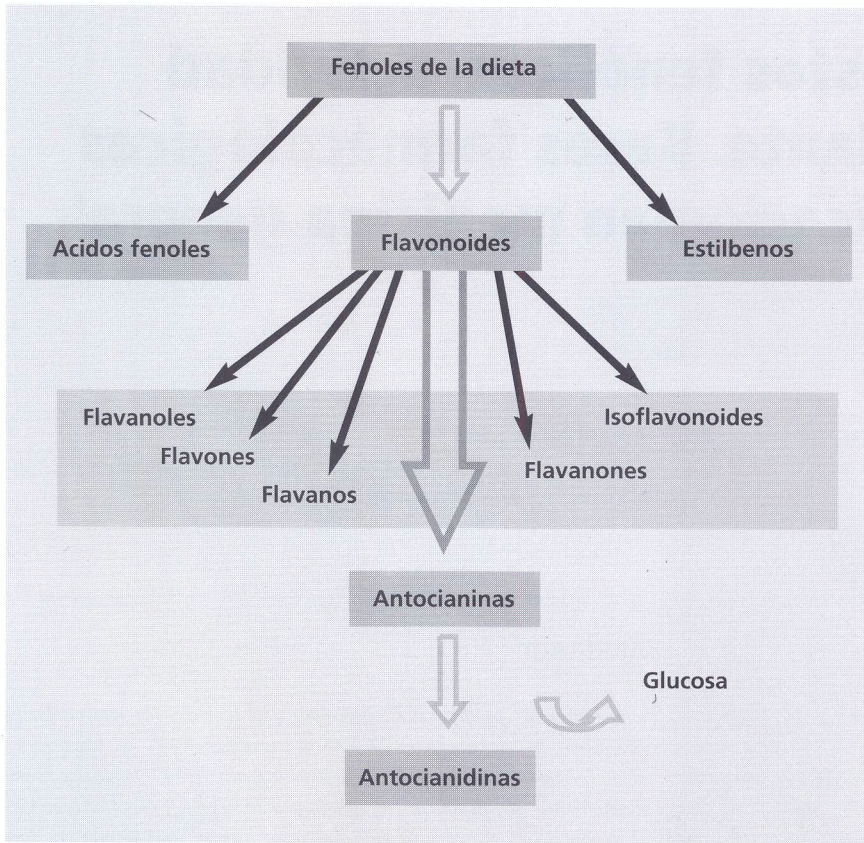 Fenoles de la dieta
Acidos fenoles
Flavonoides
Estilbenos
Flavanoles
Isoflavonoides
Flavones
Flavanones
Flavanos
Antocianinas
Glucosa
Antocianidinas